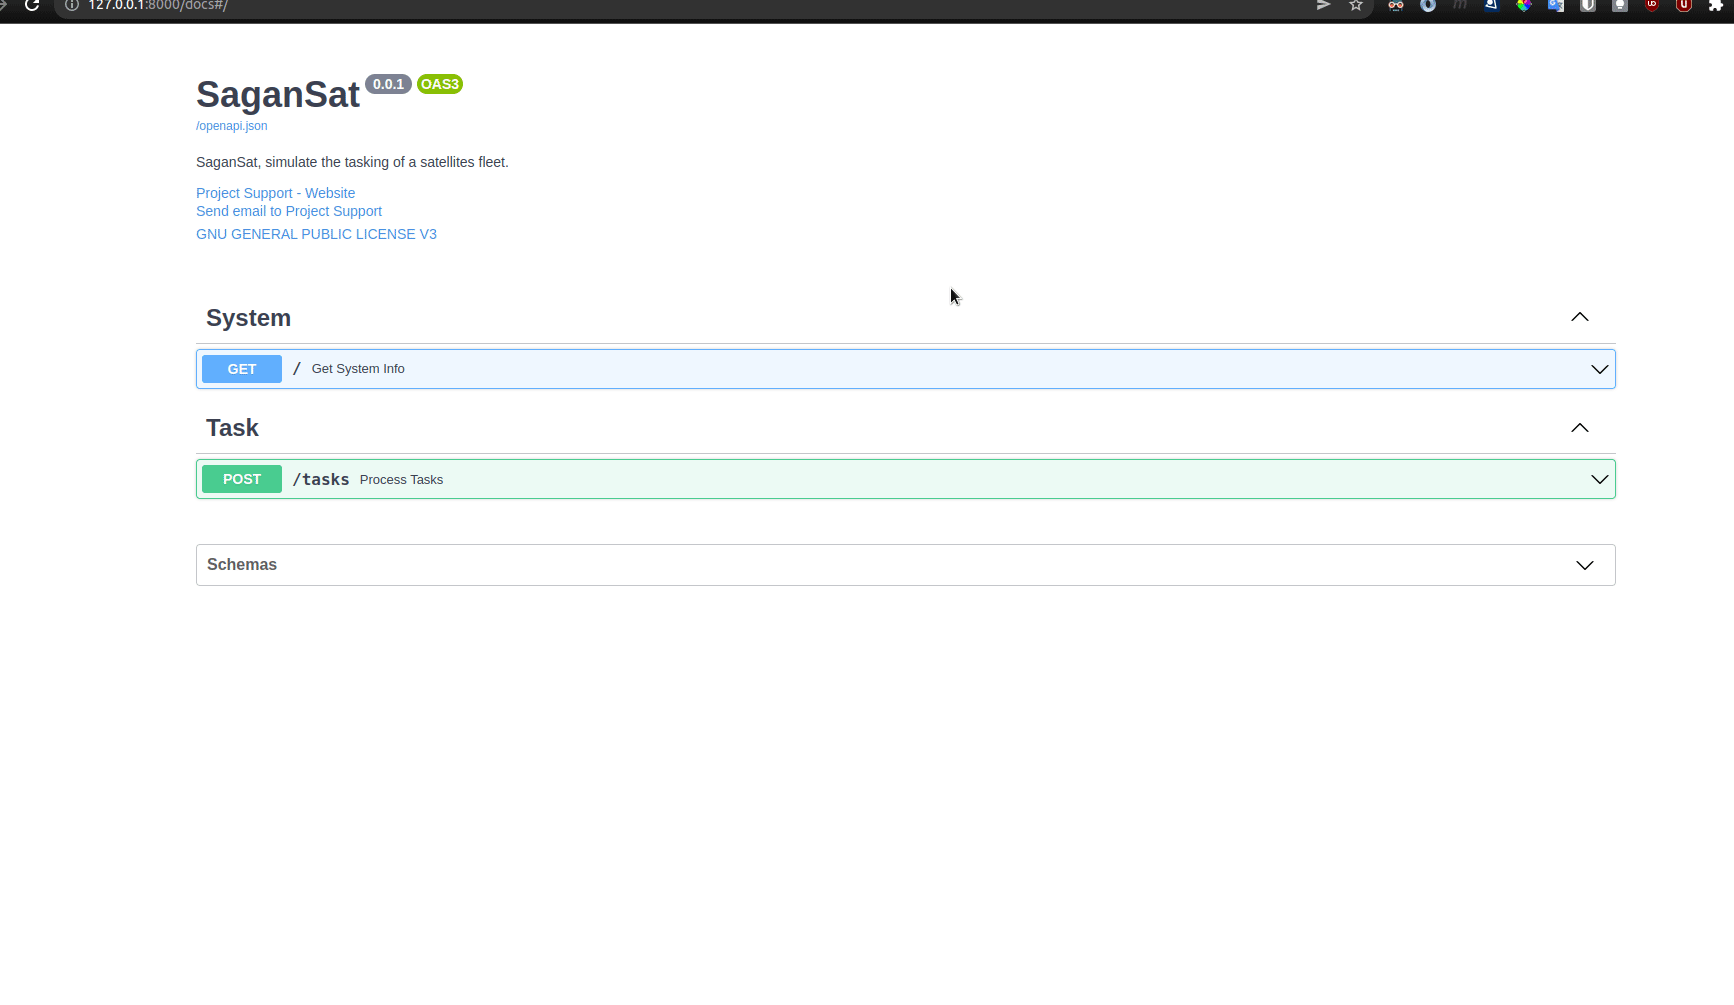 127.0.0.1:8000/docs#/
SaganSat 0.0.1 OAS3
/openapi.json
SaganSat, simulate the tasking of a satellites fleet.
Project Support - Website
Send email to Project Support
GNU GENERAL PUBLIC LICENSE V3
System
GET / Get System Info
Task
POST /tasks Process Tasks
Schemas